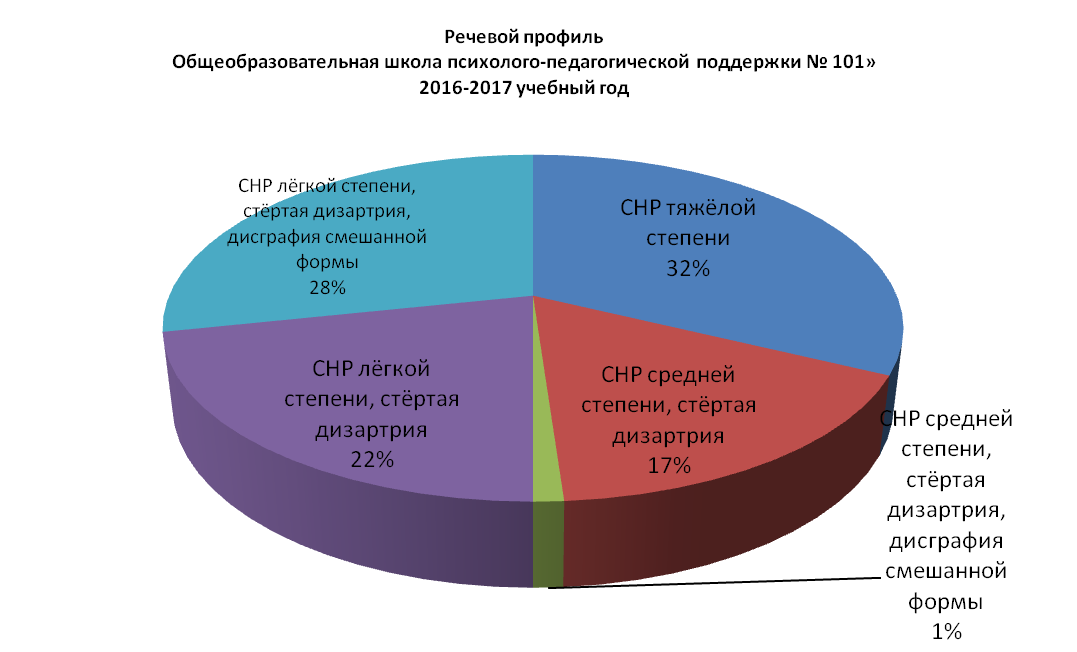 Речевой профиль
Общеобразовательная школа психолого-педагогической поддержки № 101»
2016-2017 учебный год
СНР лёгкой степени,
стёртая дизартрия,
дисграфия смешанной
формы
28%
СНР тяжёлой
степени
32%
СНР лёгкой
степени, стёртая
дизартрия
22%
СНР средней
степени, стёртая
дизартрия
17%
СНР средней
степени,
стёртая
дизартрия,
дисграфия
смешанной
формы
1%